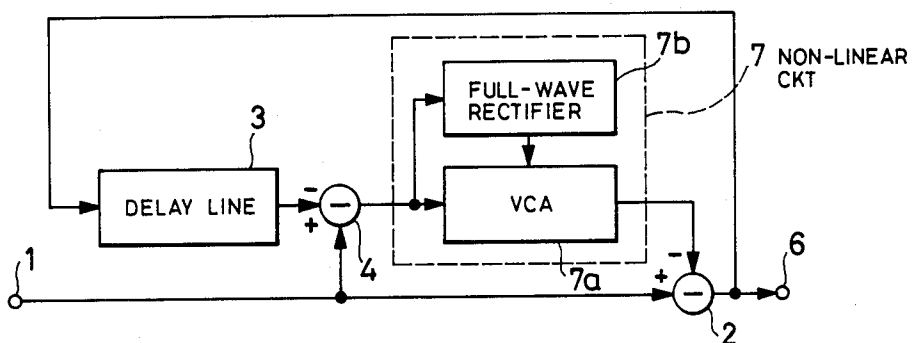 7b
7 NON-LINEAR
CKT
FULL-WAVE
RECTIFIER
3
DELAY LINE
-
+
-
4
VCA
7a
1
-
+
-
2
6